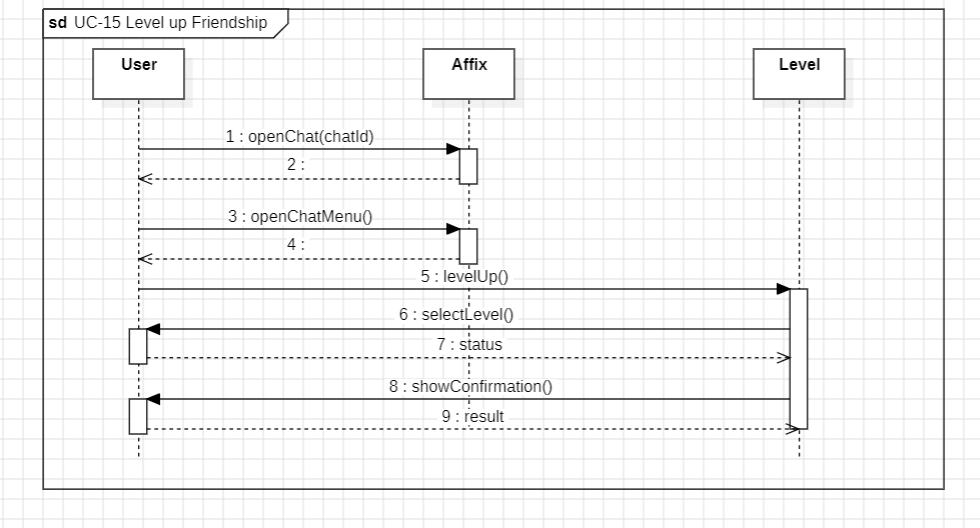 sd UC-15 Level up Friendship
User
Affix
Level
1 : openChat(chatId)
2 :
3 : openChatMenu()
4 :
5 : levelUp()
6 : selectLevel()
7 : status
8 : showConfirmation()
9 : result